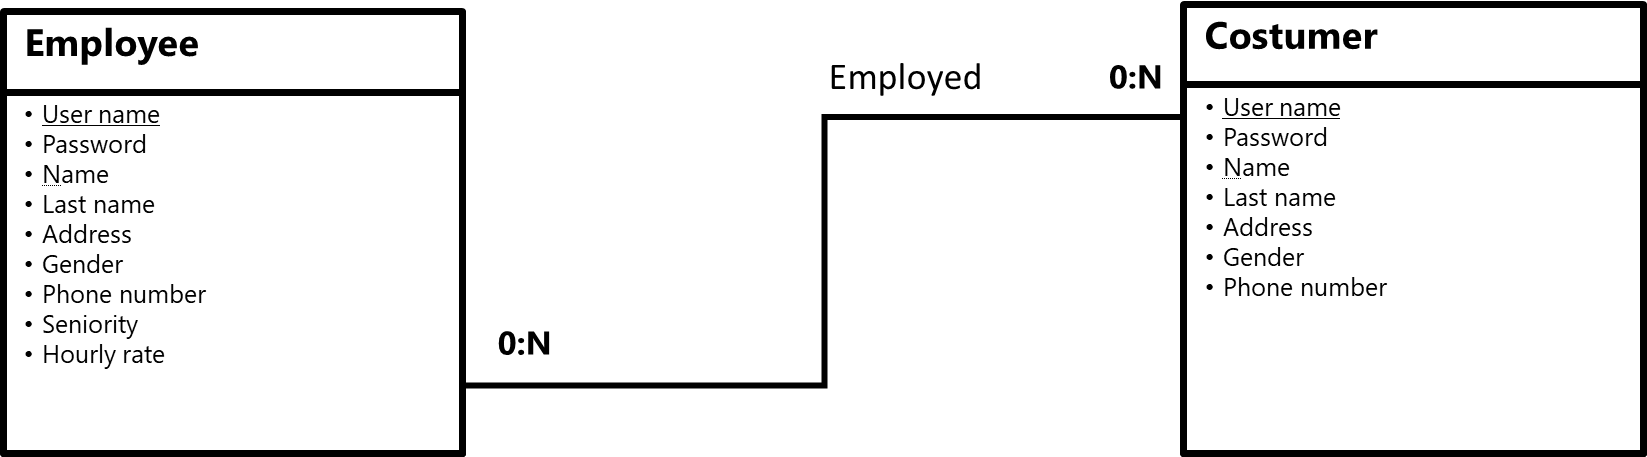 Employee
• User name
• Password
• Name
• Last name
• Address
• Gender
• Phone number
• Seniority
• Hourly rate
0:N
Employed
0:N
Costumer
• User name
• Password
• Name
• Last name
• Address
• Gender
• Phone number